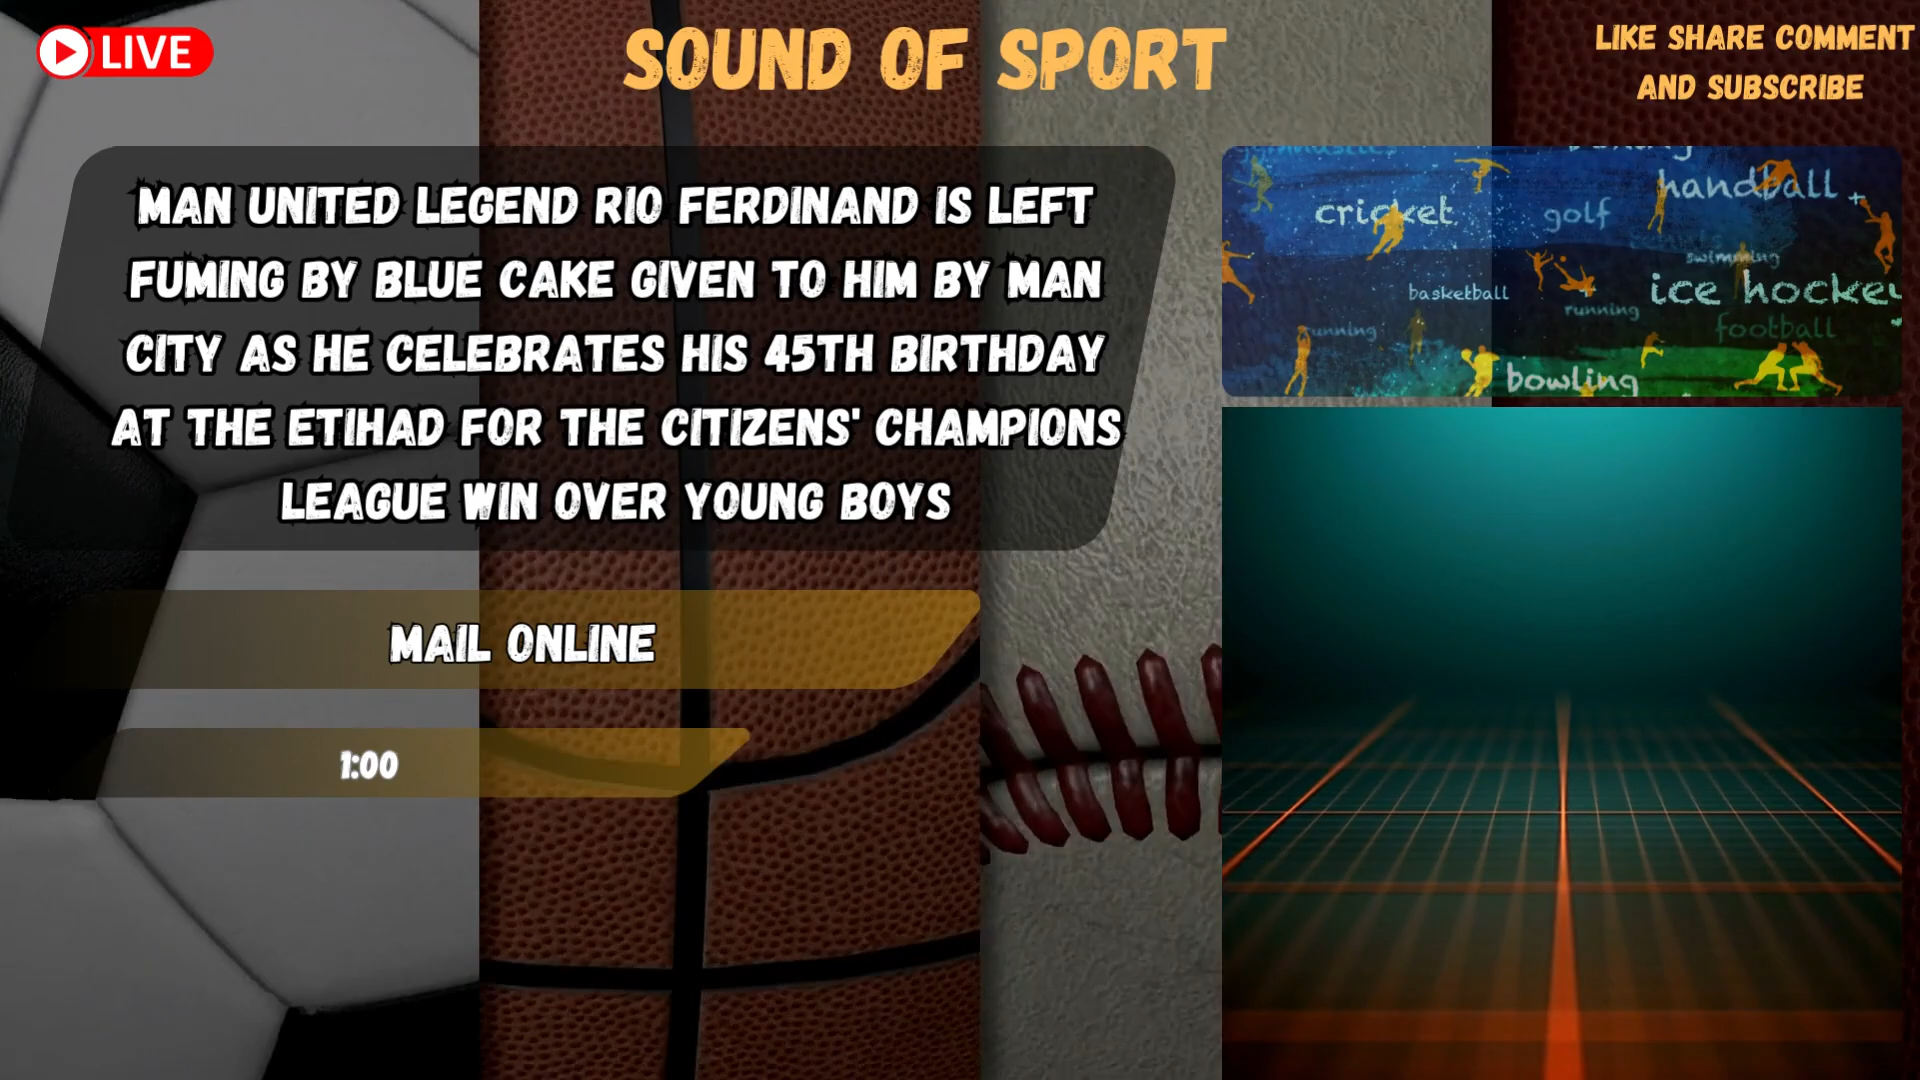 LIVE
SOUND OF SPORT
LIKE SHARE COMMENT
AND SUBSCRIBE
MAN UNITED LEGEND RIO FERDINAND IS LEFT
FUMING BY BLUE CAKE GIVEN TO HIM BY MAN
CITY AS HE CELEBRATES HIS 45TH BIRTHDAY
AT THE ETIHAD FOR THE CITIZENS' CHAMPIONS
LEAGUE WIN OVER YOUNG BOYS
MAIL ONLINE
1:00
handball
cricket
golf
swimming
basketball
ice hockey
running
football
running
bowling